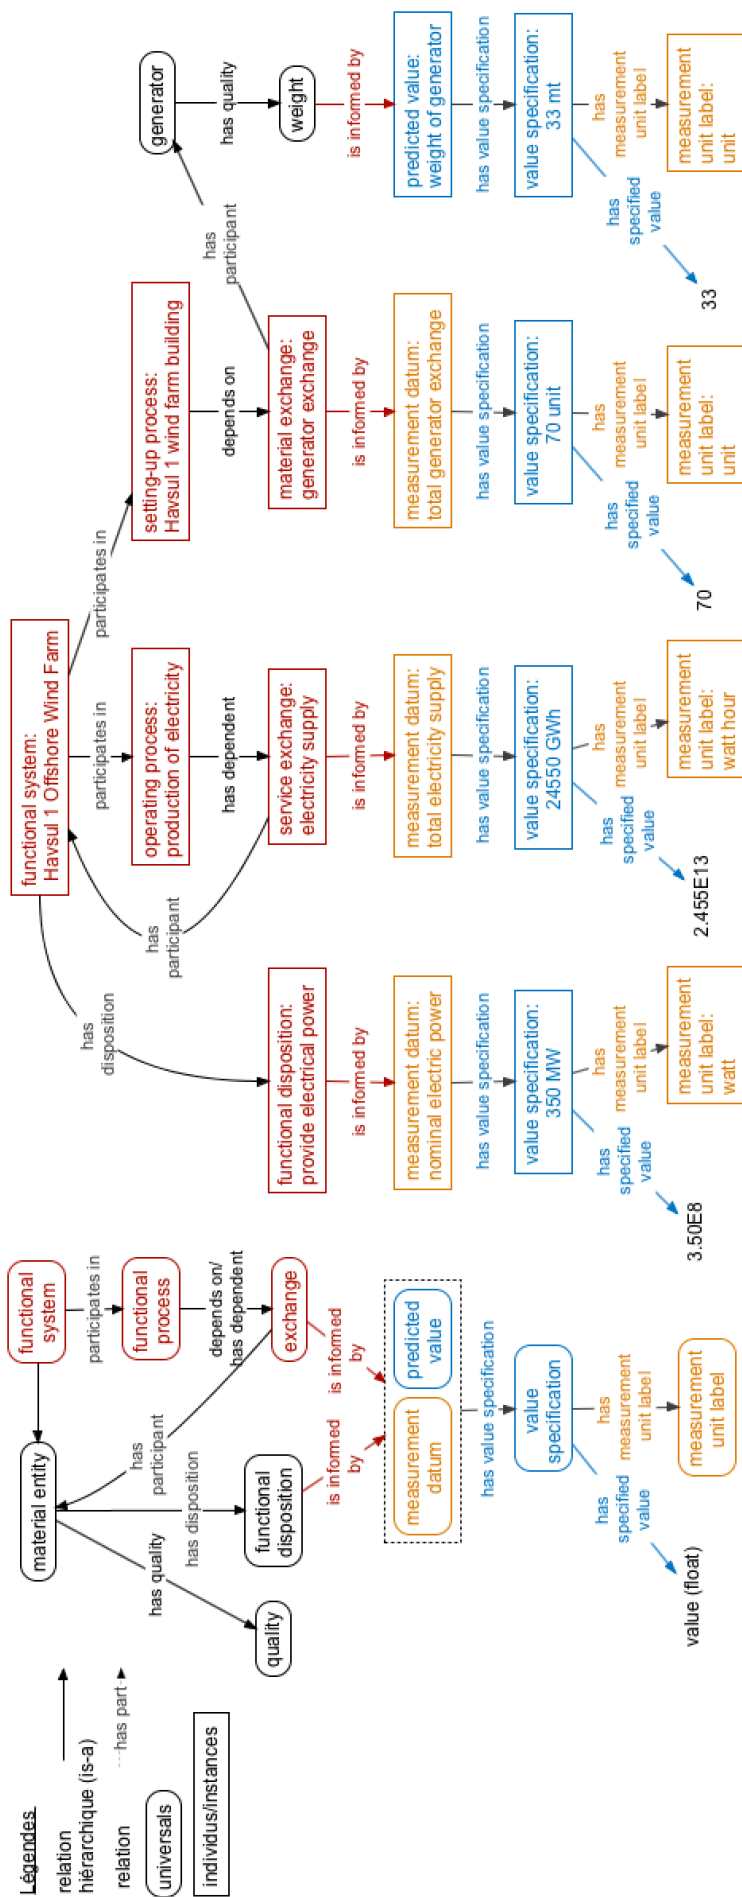 Légendes
relation
hiérarchique (is-a)
relation
has part
universals
individus/instances
functional
system
participates in
functional
process
depends on/
has dependent
exchange
material entity
has
participant
has disposition
has quality
quality
functional
disposition
is informed
by
is informed
by
measurement
datum
predicted
value
has value specification
value
specification
has
specified
value
has
measurement
unit label
value (float)
measurement
unit label
functional system:
Havsul 1 Offshore Wind Farm
has
disposition
participates in
participates in
has
participant
functional disposition:
provide electrical power
is informed by
measurement datum:
nominal electric power
has value specification
value specification:
350 MW
has
specified
value
has
measurement
unit label
3.50E8
measurement
unit label:
watt
operating process:
production of electricity
has dependent
service exchange:
electricity supply
is informed by
measurement datum:
total electricity supply
has value specification
value specification:
24550 GWh
has
specified
value
has
measurement
unit label
2.455E13
measurement
unit label:
watt hour
setting-up process:
Havsul 1 wind farm building
depends on
material exchange:
generator exchange
has
participant
is informed by
measurement datum:
total generator exchange
has value specification
value specification:
70 unit
has
specified
value
has
measurement
unit label
70
measurement
unit label:
unit
generator
has quality
weight
is informed by
predicted value:
weight of generator
has value specification
value specification:
33 mt
has
specified
value
has
measurement
unit label
33
measurement
unit label:
unit